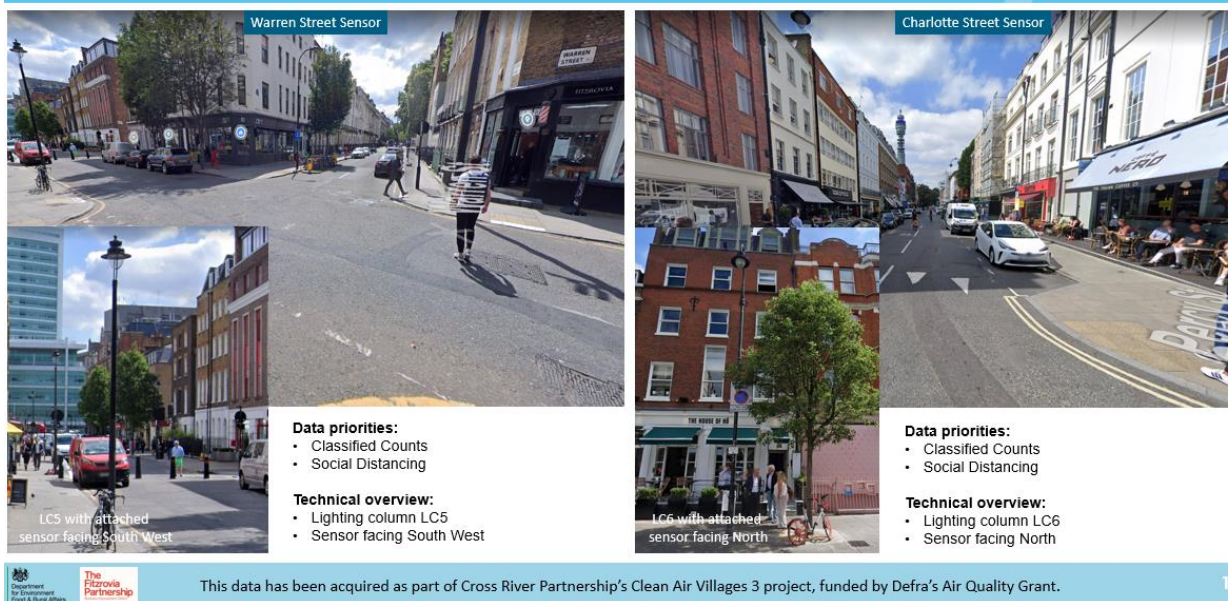 Warren Street Sensor
WARREN
STREET
FITZROVIA
LC5 with attached
sensor facing South West
Data priorities:
• Classified Counts
• Social Distancing
Technical overview:
• Lighting column LC5
• Sensor facing South West
Charlotte Street Sensor
NERO
THE HOUSE OF HO
LC6 with attached
sensor facing North
Data priorities:
• Classified Counts
• Social Distancing
Technical overview:
• Lighting column LC6
• Sensor facing North
Department
for Environment
Food & Rural Affairs
The
Fitzrovia
Partnership
This data has been acquired as part of Cross River Partnership's Clean Air Villages 3 project, funded by Defra's Air Quality Grant.